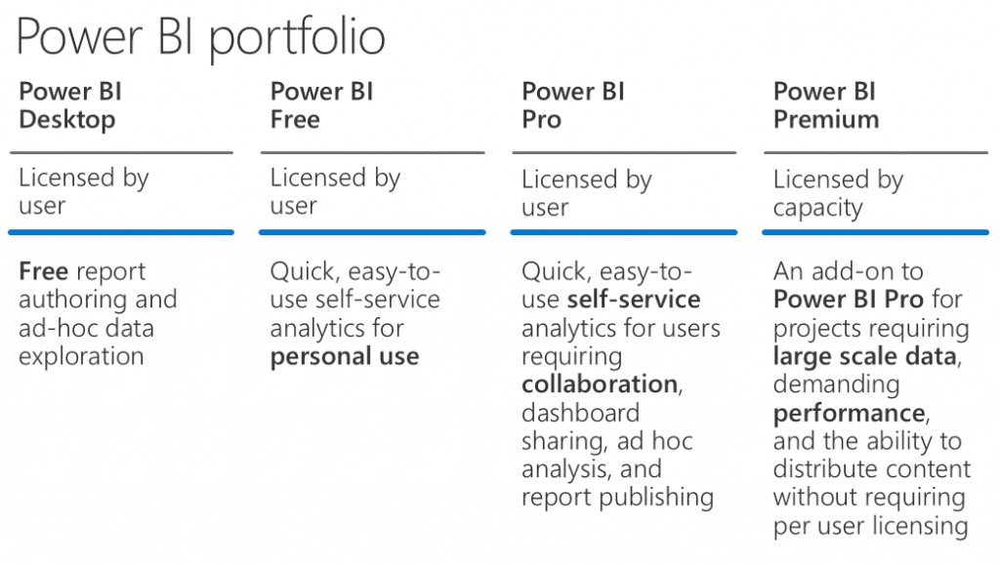 Power BI portfolio
Power BI
Desktop
Licensed by
user
Free report
authoring and
ad-hoc data
exploration
Power BI
Free
Licensed by
user
Quick, easy-to-
use self-service
analytics for
personal use
Power BI
Pro
Licensed by
user
Quick, easy-to-
use self-service
analytics for users
requiring
collaboration,
dashboard
sharing, ad hoc
analysis, and
report publishing
Power BI
Premium
Licensed by
capacity
An add-on to
Power BI Pro for
projects requiring
large scale data,
demanding
performance,
and the ability to
distribute content
without requiring
per user licensing